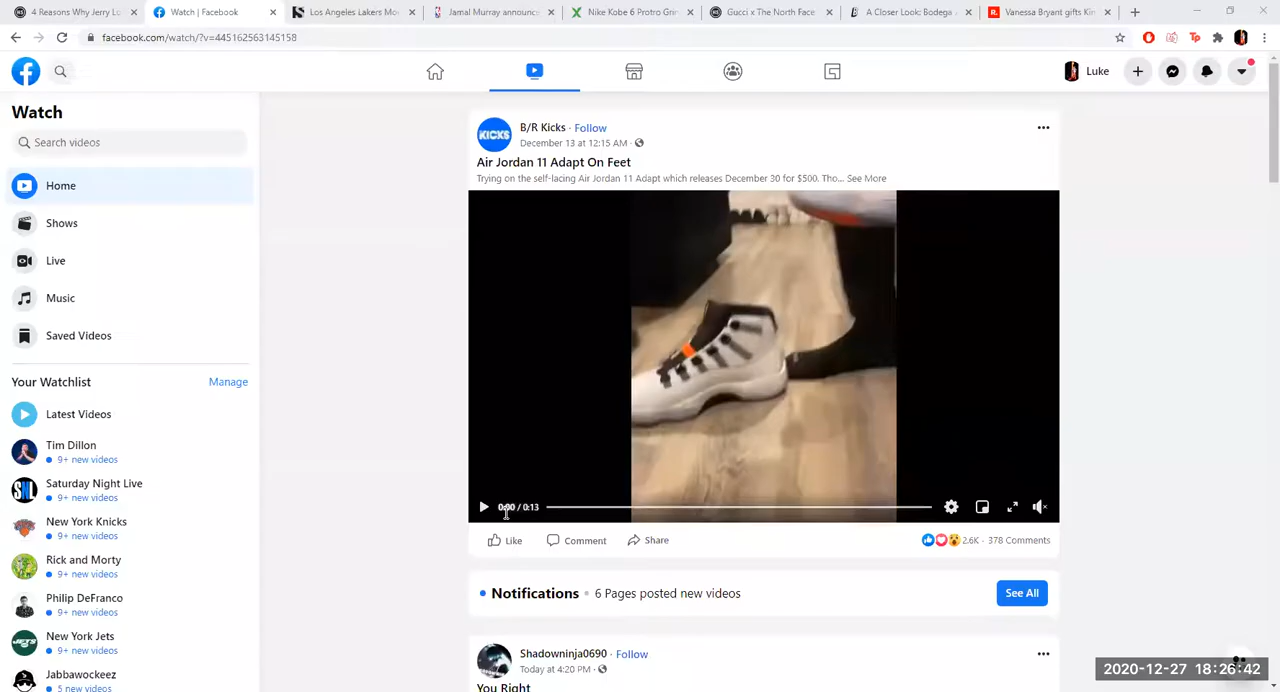 4 Reasons Why Jerry Lo
Watch | Facebook
Los Angeles Lakers Mo
Jamal Murray announce
Nike Kobe 6 Protro Grin
Gucci x The North Face
A Closer Look: Bodega
Vanessa Bryant gifts Kin
facebook.com/watch/?v=445162563145158
Luke
Watch
Search videos
Home
Shows
Live
Music
Saved Videos
Your Watchlist
Manage
Latest Videos
Tim Dillon
9+ new videos
Saturday Night Live
9+ new videos
New York Knicks
9+ new videos
Rick and Morty
9+ new videos
Philip DeFranco
9+ new videos
New York Jets
9+ new videos
Jabbawockeez
5 new videos
KICKS
B/R Kicks · Follow
December 13 at 12:15 AM ·
Air Jordan 11 Adapt On Feet
Trying on the self-lacing Air Jordan 11 Adapt which releases December 30 for $500. Tho... See More
0:00 / 0:13
Like
Comment
Share
2.6K · 378 Comments
Notifications • 6 Pages posted new videos
See All
Shadowninja0690 · Follow
Today at 4:20 PM ·
You Right
2020-12-27 18:26:42